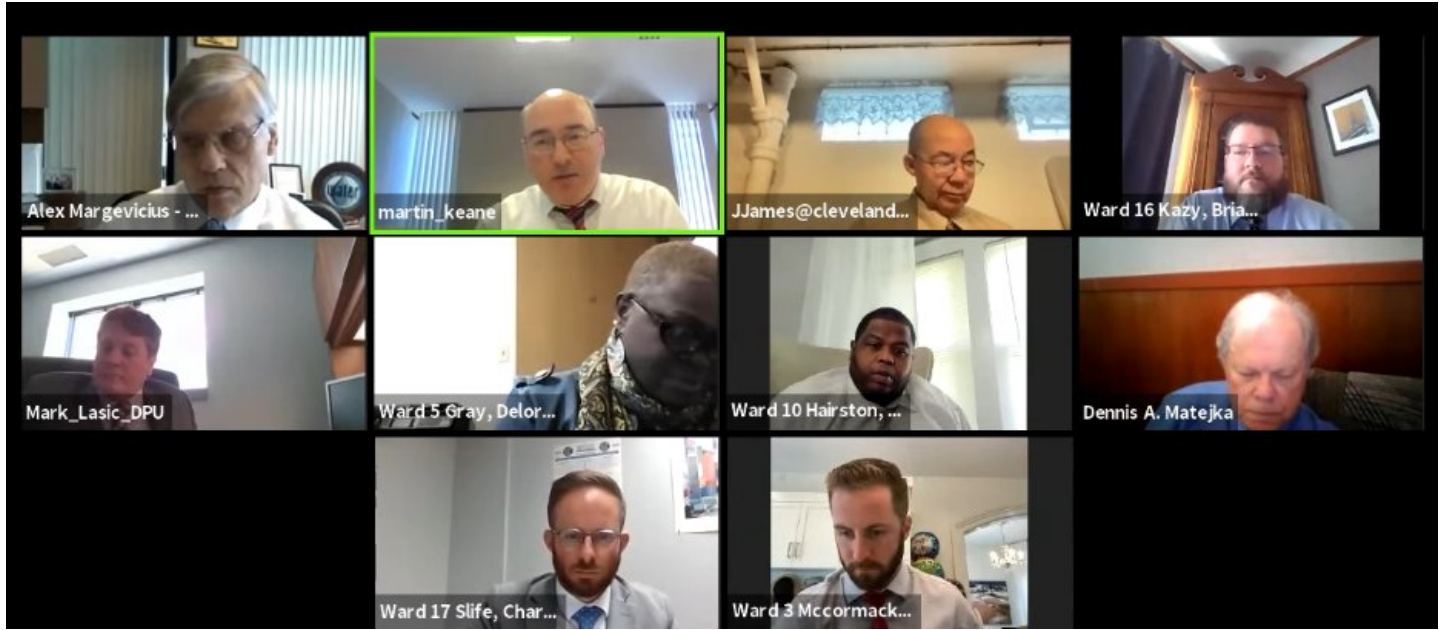 Alex Margevicius - ...
martin_keane
JJames@cleveland...
Ward 16 Kazy, Bria...
water
Mark_Lasic_DPU
Ward 5 Gray, Delor...
Ward 10 Hairston, ...
Dennis A. Matejka
Ward 17 Slife, Char...
Ward 3 Mccormack...